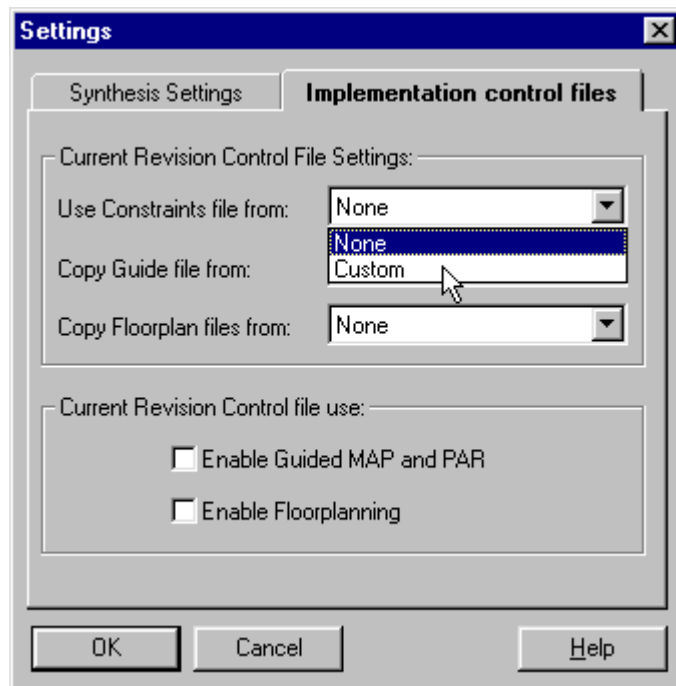 Settings
Synthesis Settings Implementation control files
Current Revision Control File Settings:
Use Constraints file from: None
None
Custom
Copy Guide file from:
Copy Floorplan files from: None
Current Revision Control file use:
Enable Guided MAP and PAR
Enable Floorplanning
OK Cancel Help